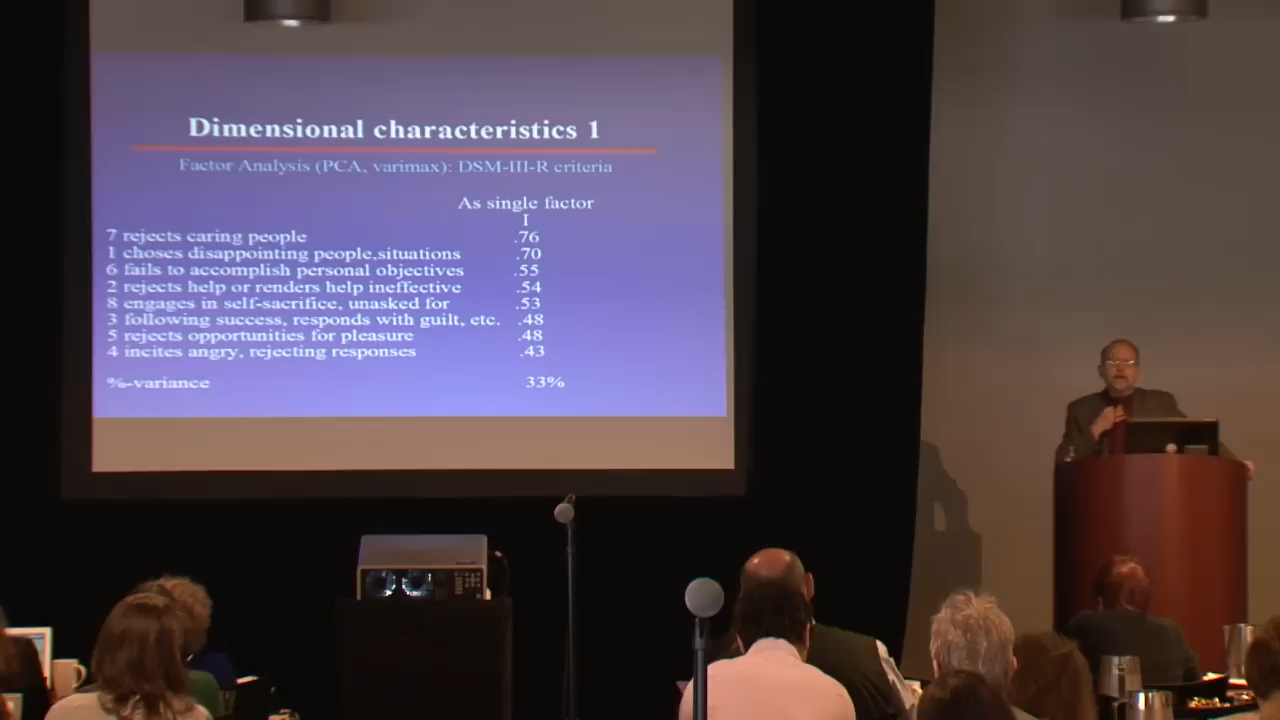 Dimensional characteristics 1
Factor Analysis (PCA, varimax): DSM-III-R criteria
As single factor
I
7 rejects caring people .76
1 choses disappointing people,situations .70
6 fails to accomplish personal objectives .55
2 rejects help or renders help ineffective .54
8 engages in self-sacrifice, unasked for .53
3 following success, responds with guilt, etc. .48
5 rejects opportunities for pleasure .48
4 incites angry, rejecting responses .43
%-variance 33%